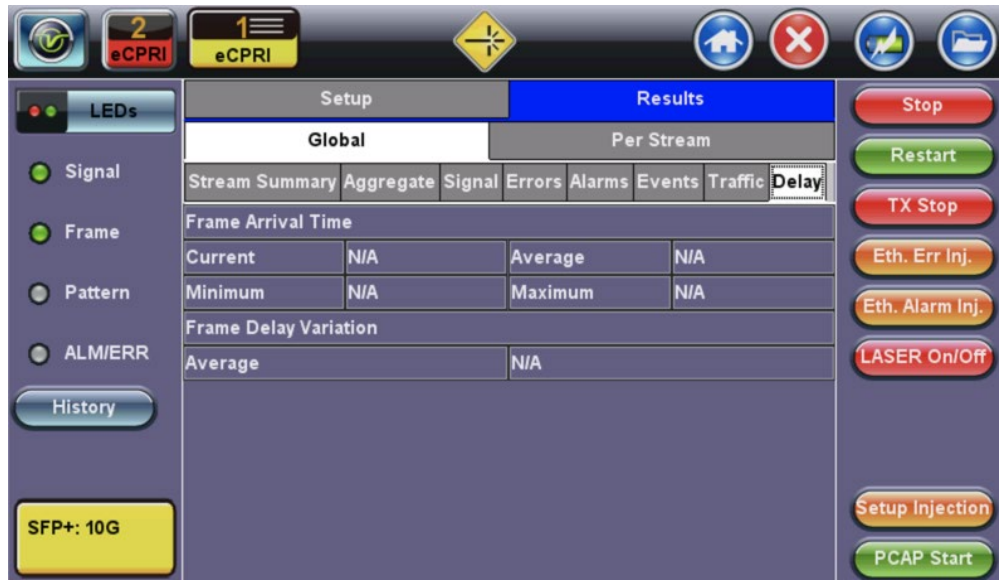 2
eCPRI
1
eCPRI
LEDs
Signal
Frame
Pattern
ALM/ERR
History
SFP+: 10G
Setup Results
Global Per Stream
Stream Summary Aggregate Signal Errors Alarms Events Traffic Delay
Frame Arrival Time
Current N/A Average N/A
Minimum N/A Maximum N/A
Frame Delay Variation
Average N/A
Stop
Restart
TX Stop
Eth. Err Inj.
Eth. Alarm Inj.
LASER On/Off
Setup Injection
PCAP Start